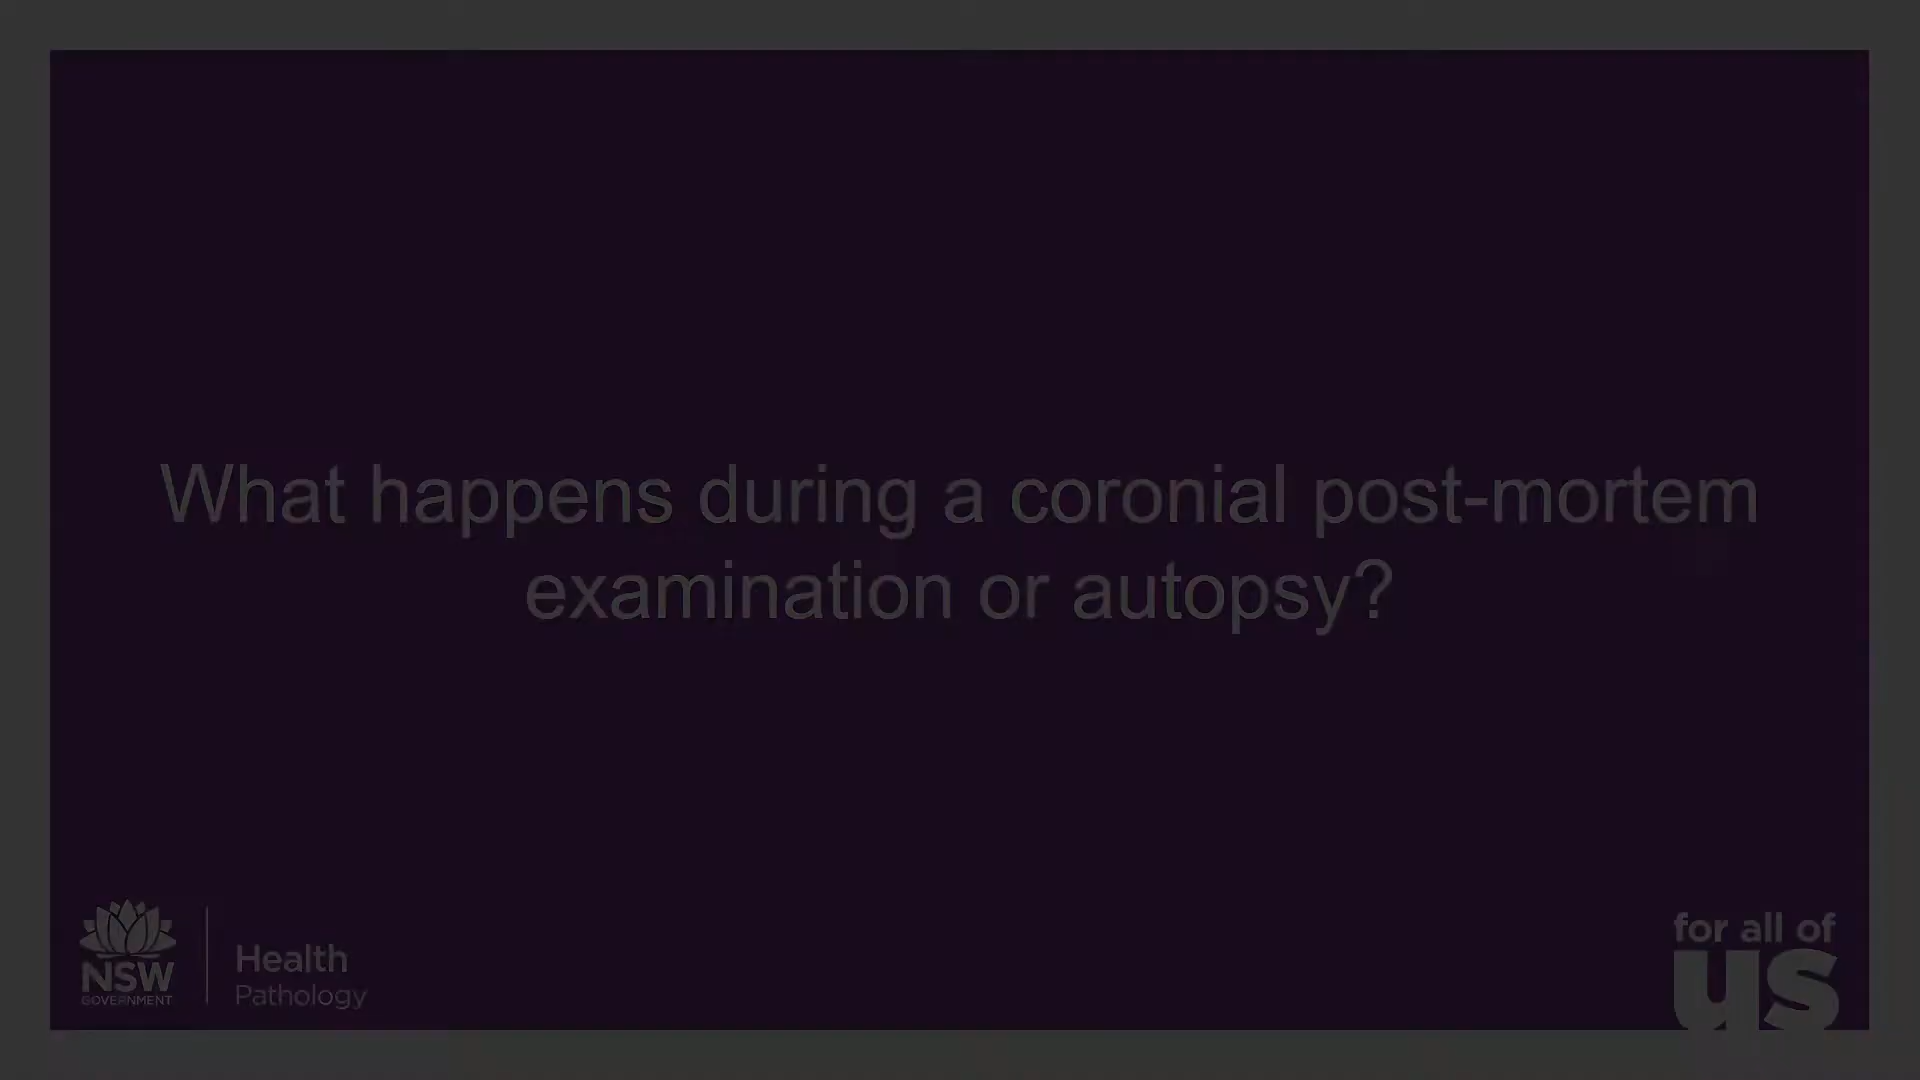 What happens during a coronial post-mortem
examination or autopsy?
NSW
GOVERNMENT
Health
Pathology
for all of
us